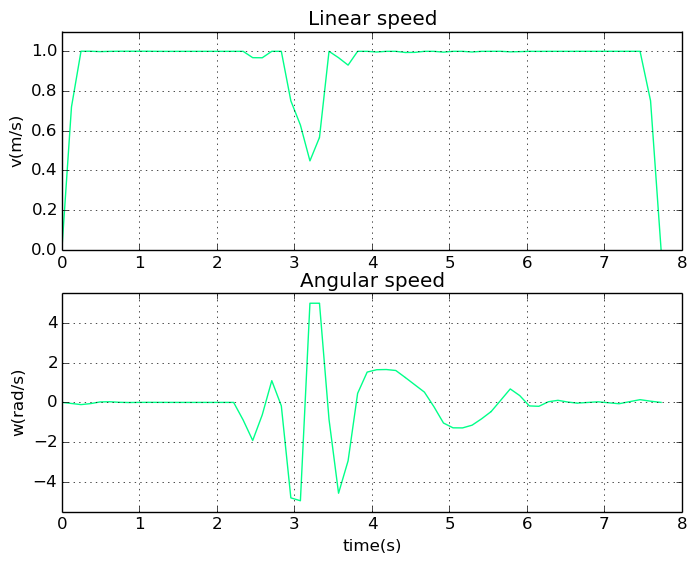 Linear speed
v(m/s)
1.0
0.8
0.6
0.4
0.2
0.0
0 1 2 3 4 5 6 7 8
Angular speed
w(rad/s)
4
2
0
−2
−4
0 1 2 3 4 5 6 7 8
time(s)